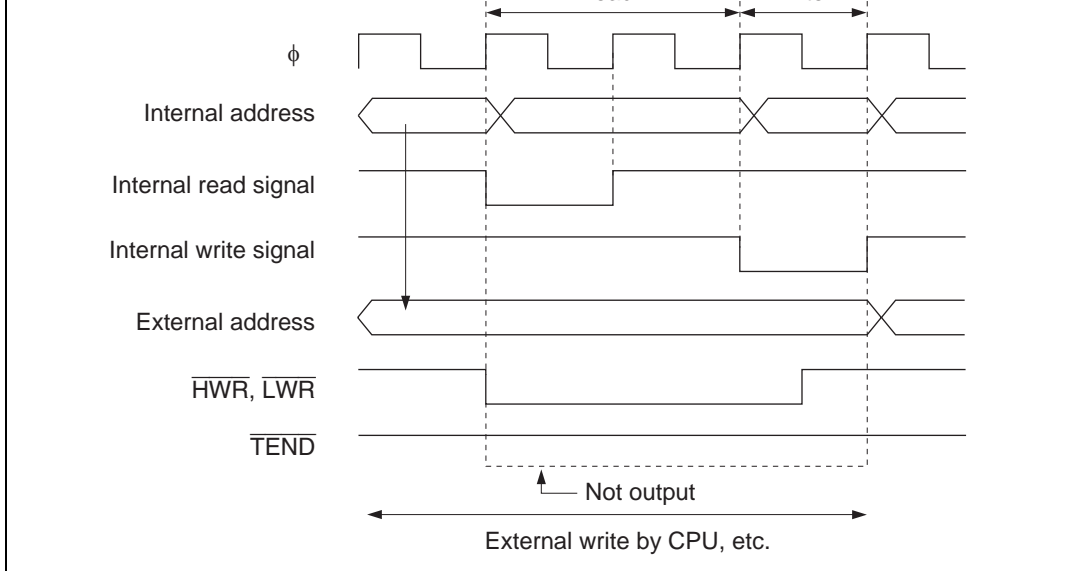 ϕ
Internal address
Internal read signal
Internal write signal
External address
HWR, LWR
TEND
Not output
External write by CPU, etc.